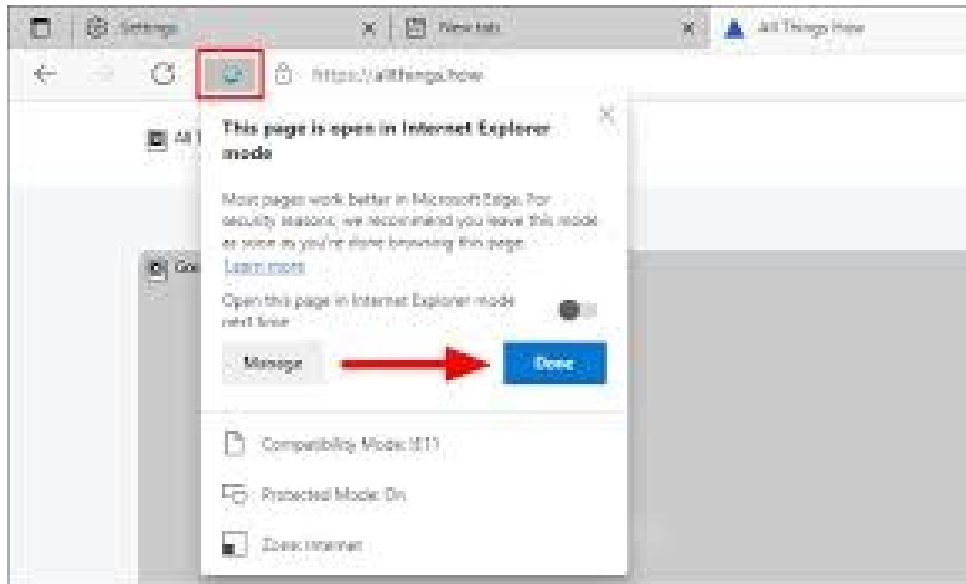 Settings
New tab
All Things How
https://allthings.how
This page is open in Internet Explorer
mode
All
Most pages work better in Microsoft Edge. For
security reasons, we recommend you leave this mode
as soon as you're done browsing this page.
Learn more
Goo
Open this page in Internet Explorer mode
next time
Manage
Done
Compatibility Mode: IE11
Protected Mode: On
Zone: Internet